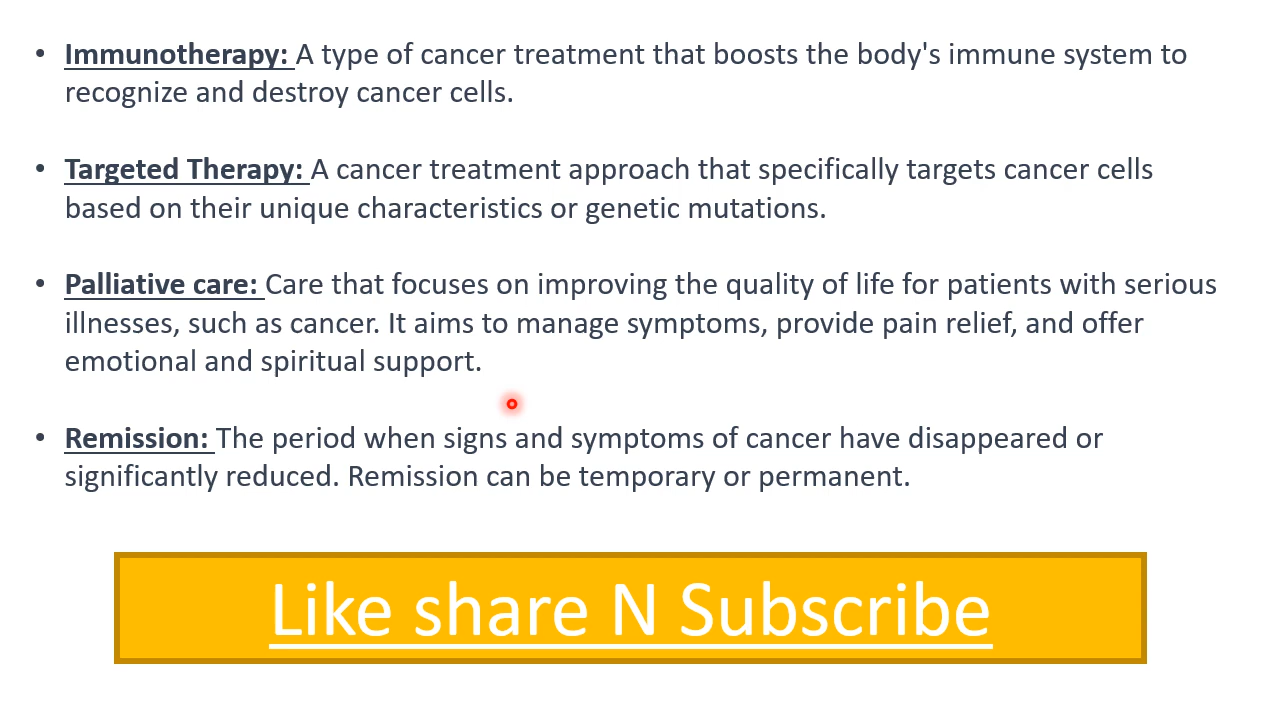 • Immunotherapy: A type of cancer treatment that boosts the body's immune system to
recognize and destroy cancer cells.
• Targeted Therapy: A cancer treatment approach that specifically targets cancer cells
based on their unique characteristics or genetic mutations.
• Palliative care: Care that focuses on improving the quality of life for patients with serious
illnesses, such as cancer. It aims to manage symptoms, provide pain relief, and offer
emotional and spiritual support.
• Remission: The period when signs and symptoms of cancer have disappeared or
significantly reduced. Remission can be temporary or permanent.
Like share N Subscribe